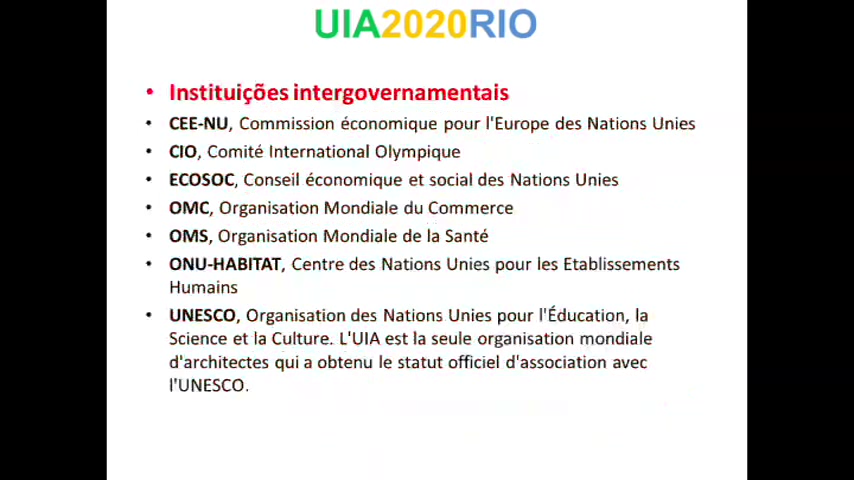 UIA2020RIO
• Instituições intergovernamentais
• CEE-NU, Commission économique pour l'Europe des Nations Unies
• CIO, Comité International Olympique
• ECOSOC, Conseil économique et social des Nations Unies
• OMC, Organisation Mondiale du Commerce
• OMS, Organisation Mondiale de la Santé
• ONU-HABITAT, Centre des Nations Unies pour les Etablissements
Humains
• UNESCO, Organisation des Nations Unies pour l'Éducation, la
Science et la Culture. L'UIA est la seule organisation mondiale
d'architectes qui a obtenu le statut officiel d'association avec
l'UNESCO.